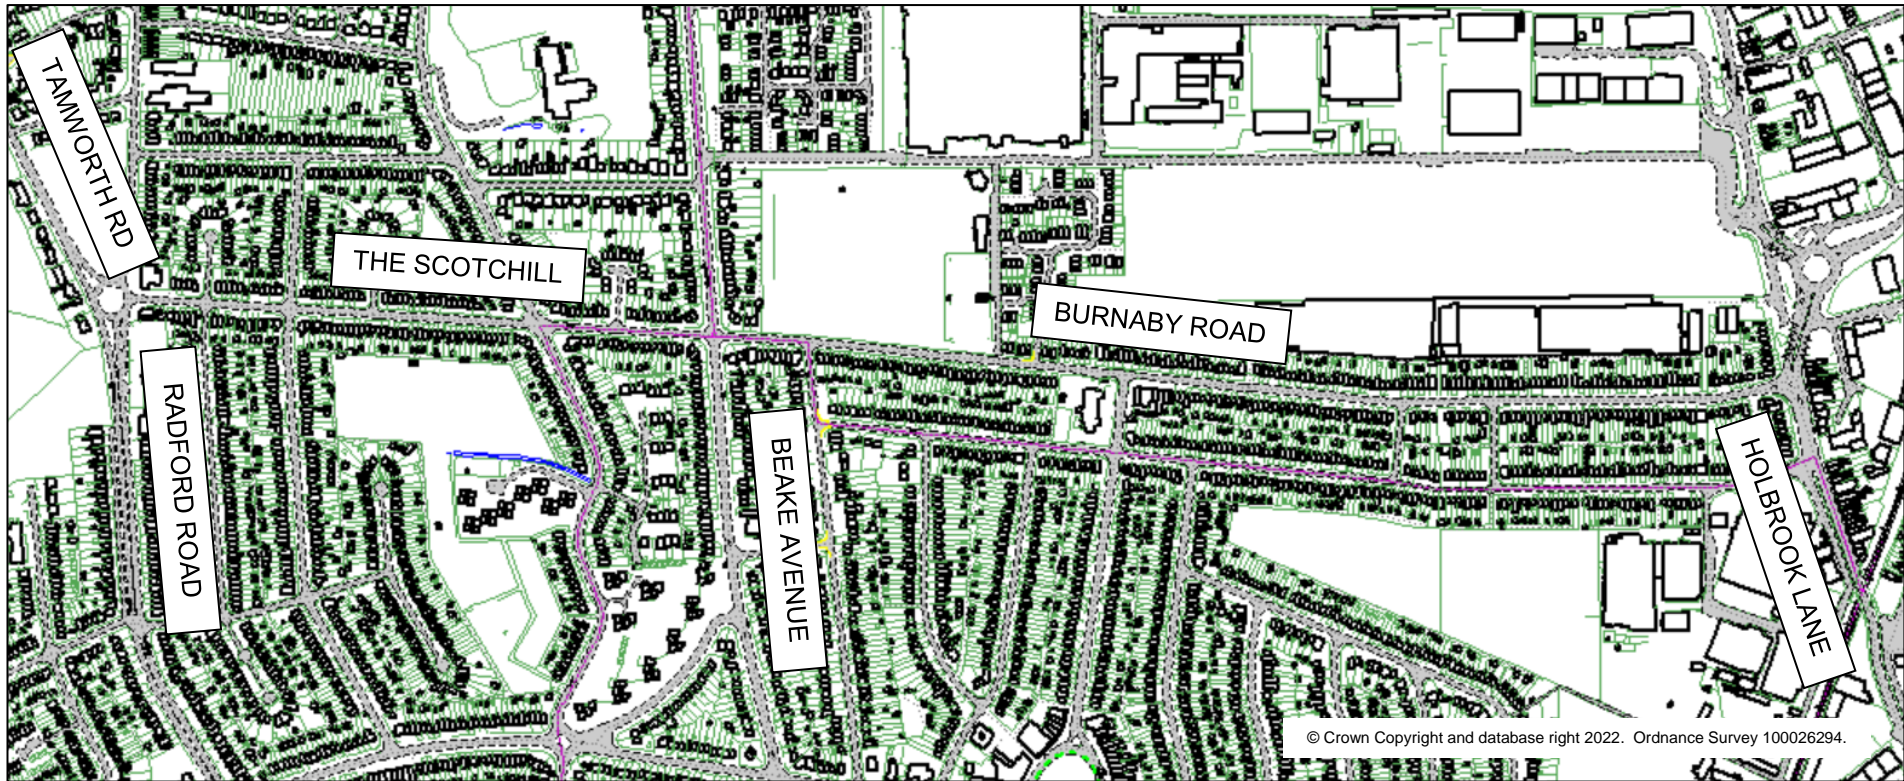 TAMWORTH RD
THE SCOTCHILL
BURNABY ROAD
RADFORD ROAD
BEAKE AVENUE
HOLBROOK LANE
© Crown Copyright and database right 2022. Ordnance Survey 100026294.